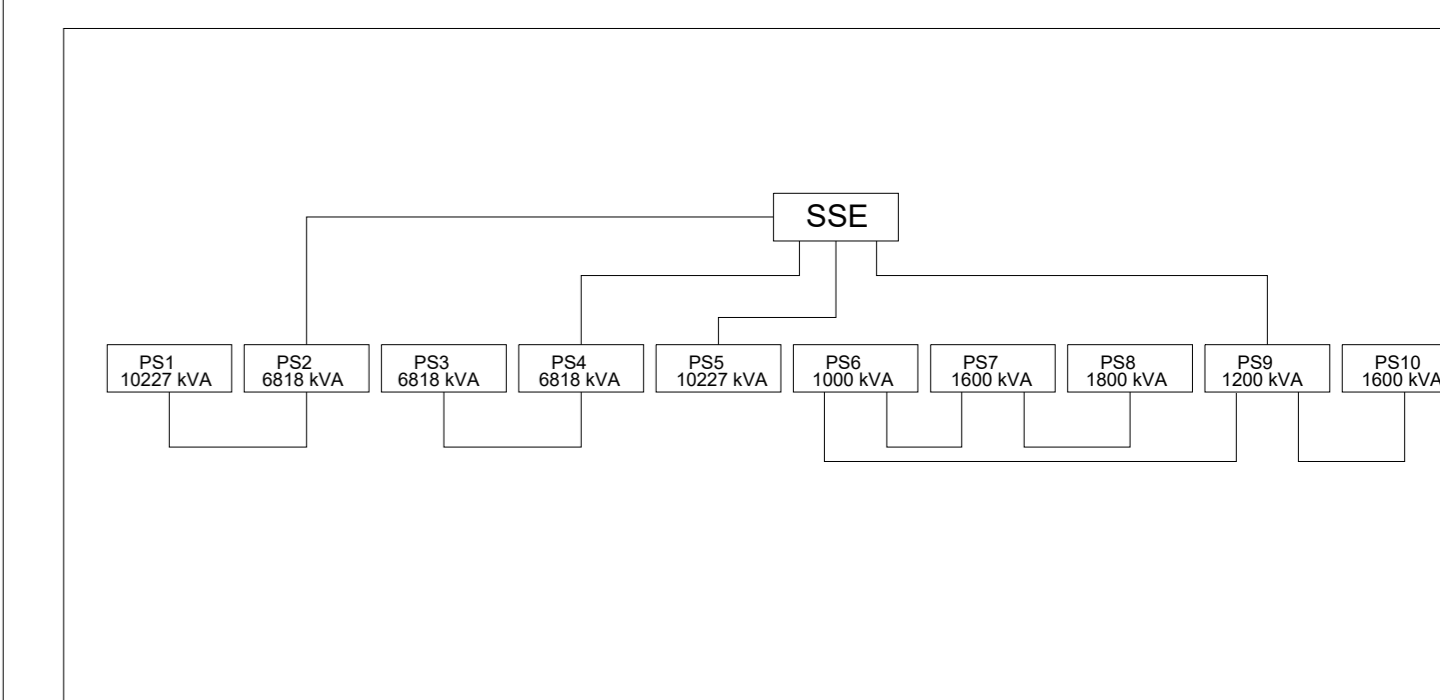 SSE
PS1
10227 kVA
PS2
6818 kVA
PS3
6818 kVA
PS4
6818 kVA
PS5
10227 kVA
PS6
1000 kVA
PS7
1600 kVA
PS8
1800 kVA
PS9
1200 kVA
PS10
1600 kVA